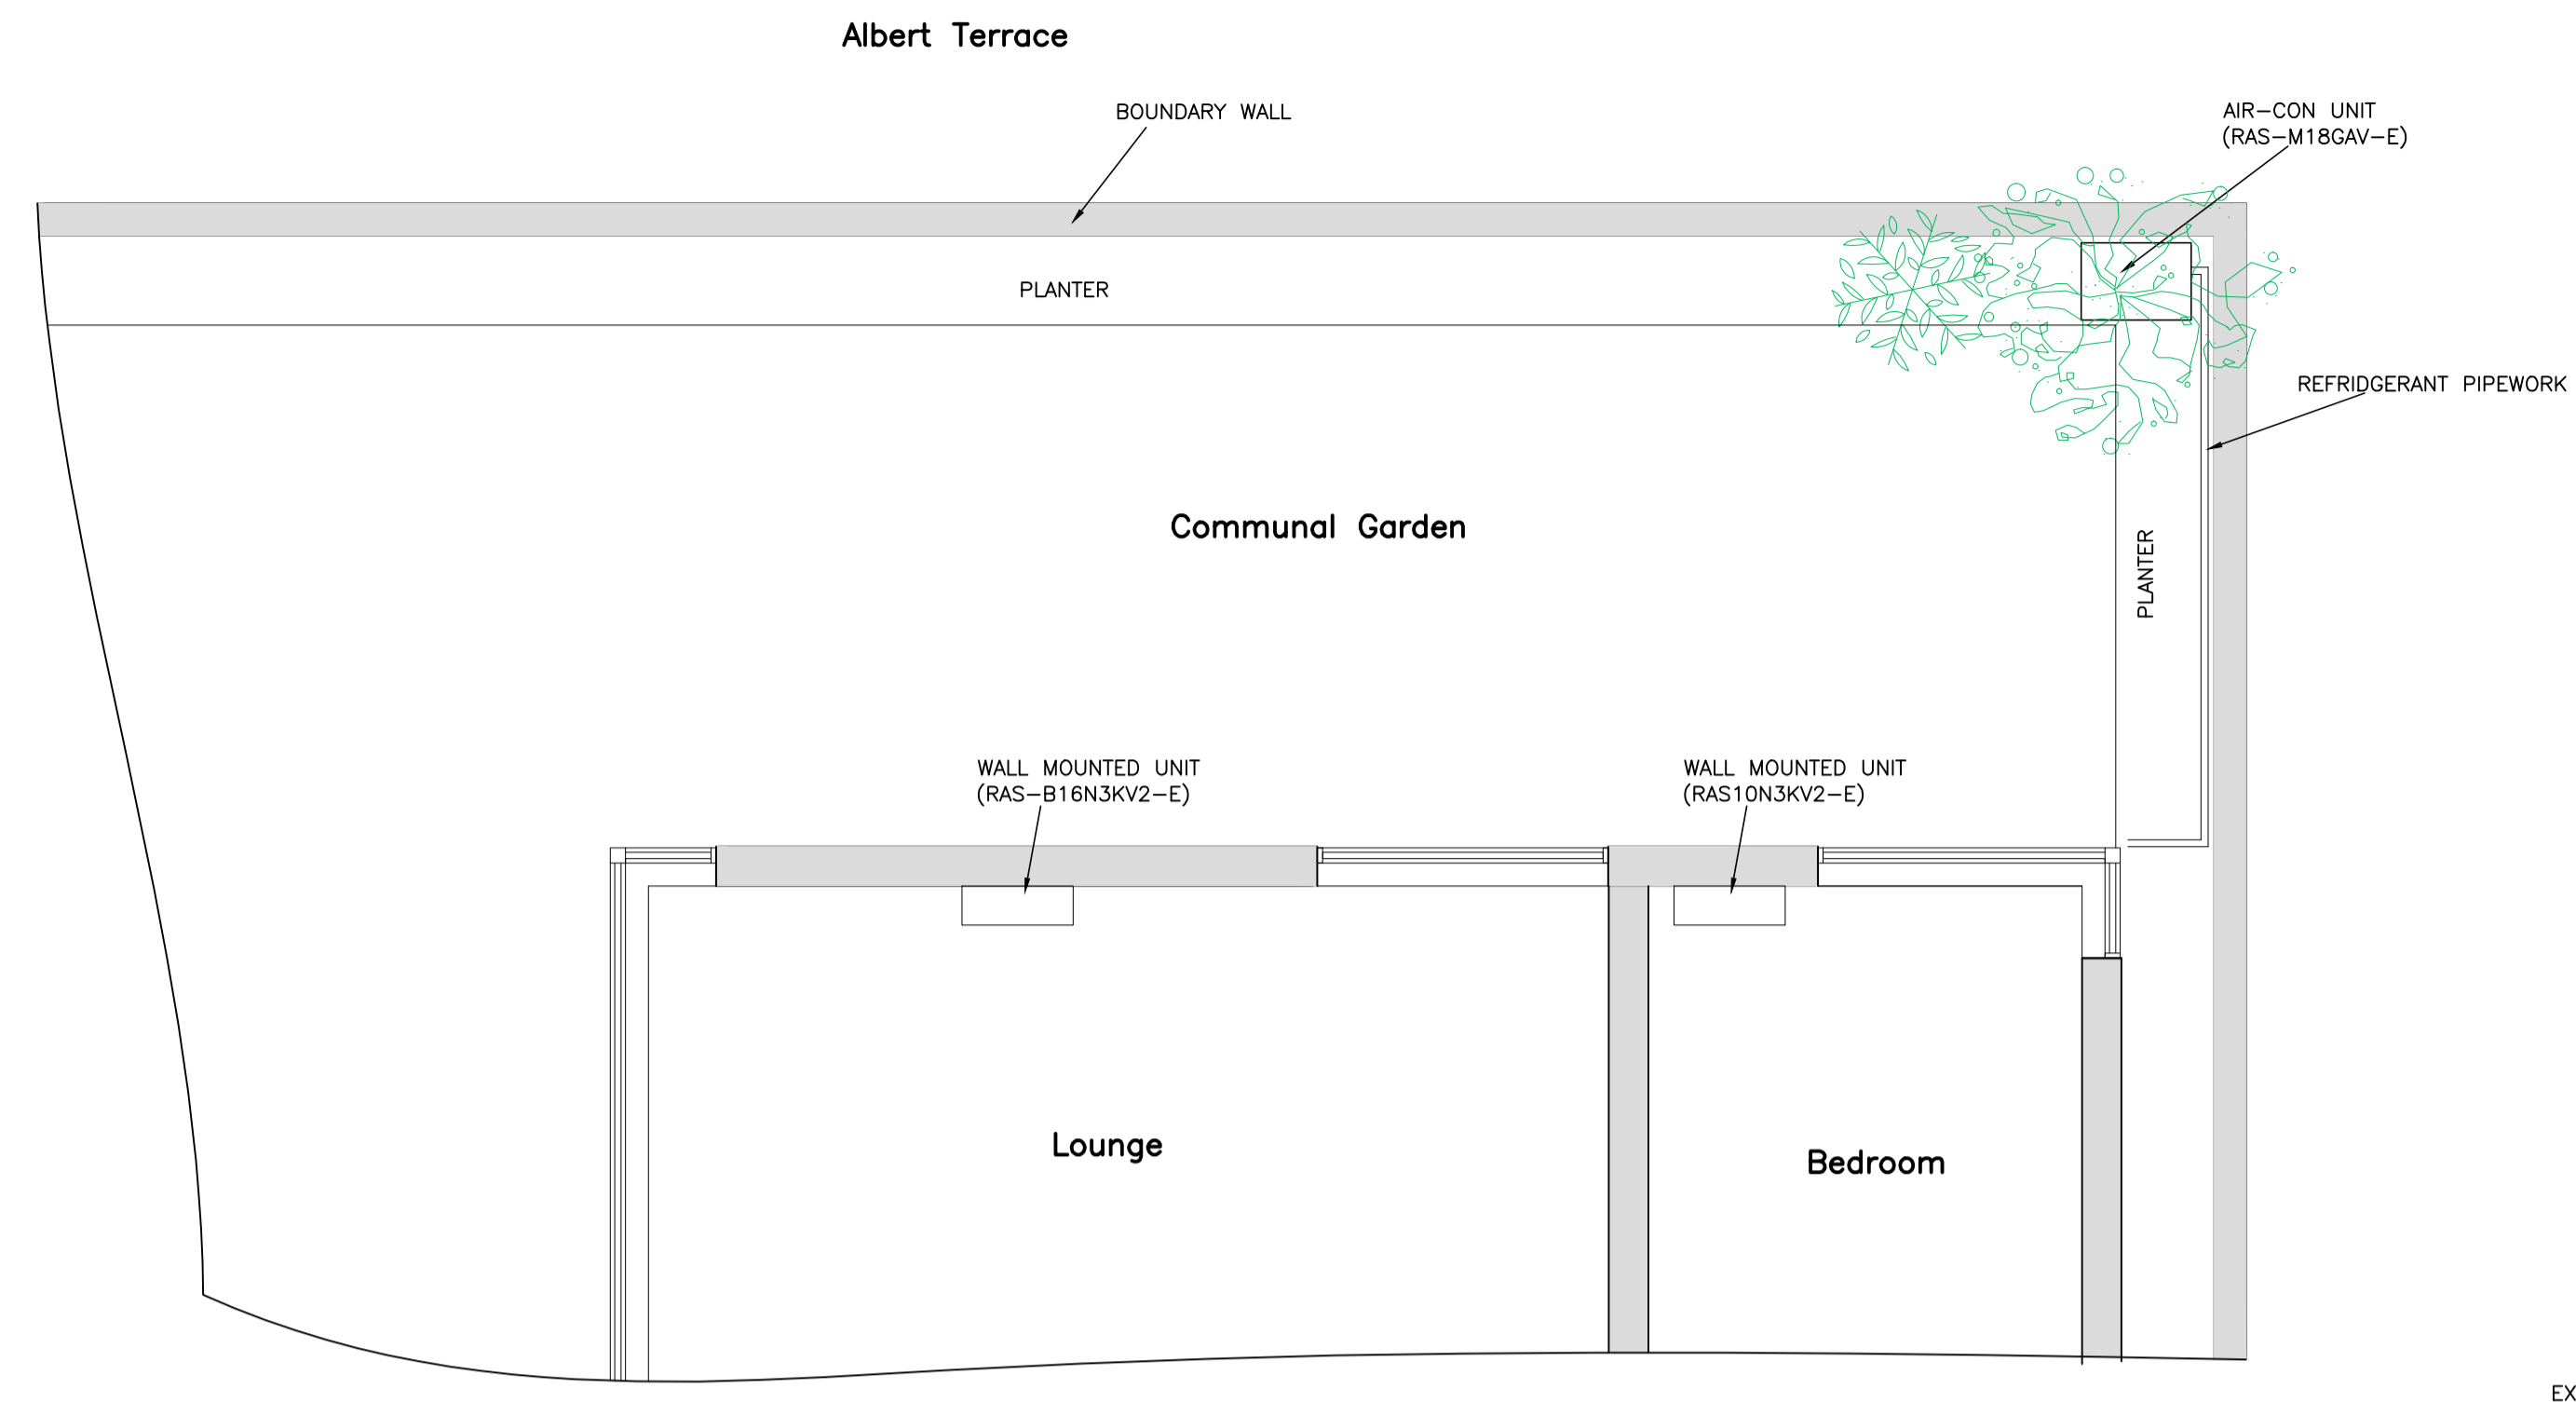 Albert Terrace
BOUNDARY WALL
AIR-CON UNIT
(RAS-M18GAV-E)
PLANTER
REFRIDGERANT PIPEWORK
Communal Garden
PLANTER
WALL MOUNTED UNIT
(RAS-B16N3KV2-E)
WALL MOUNTED UNIT
(RAS10N3KV2-E)
Lounge
Bedroom
EX